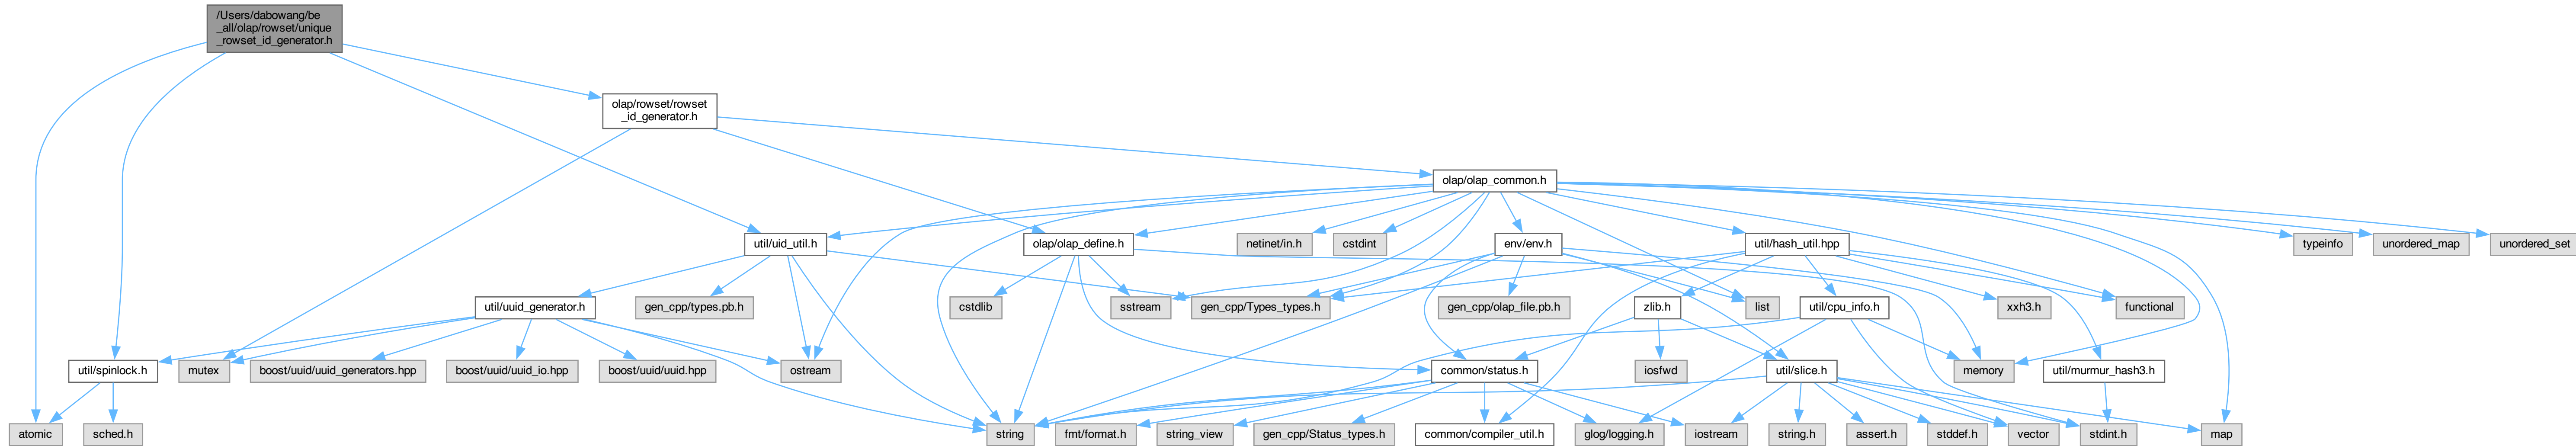 /Users/dabowang/be
_all/olap/rowset/unique
_rowset_id_generator.h
olap/rowset/rowset
_id_generator.h
olap/olap_common.h
util/uid_util.h
olap/olap_define.h
netinet/in.h
cstdint
env/env.h
util/hash_util.hpp
typeinfo
unordered_map
unordered_set
util/uuid_generator.h
gen_cpp/types.pb.h
cstdlib
sstream
gen_cpp/Types_types.h
gen_cpp/olap_file.pb.h
list
zlib.h
util/cpu_info.h
xxh3.h
functional
util/spinlock.h
mutex
boost/uuid/uuid_generators.hpp
boost/uuid/uuid_io.hpp
boost/uuid/uuid.hpp
ostream
common/status.h
iosfwd
util/slice.h
memory
util/murmur_hash3.h
atomic
sched.h
string
fmt/format.h
string_view
gen_cpp/Status_types.h
common/compiler_util.h
glog/logging.h
iostream
string.h
assert.h
stddef.h
vector
stdint.h
map